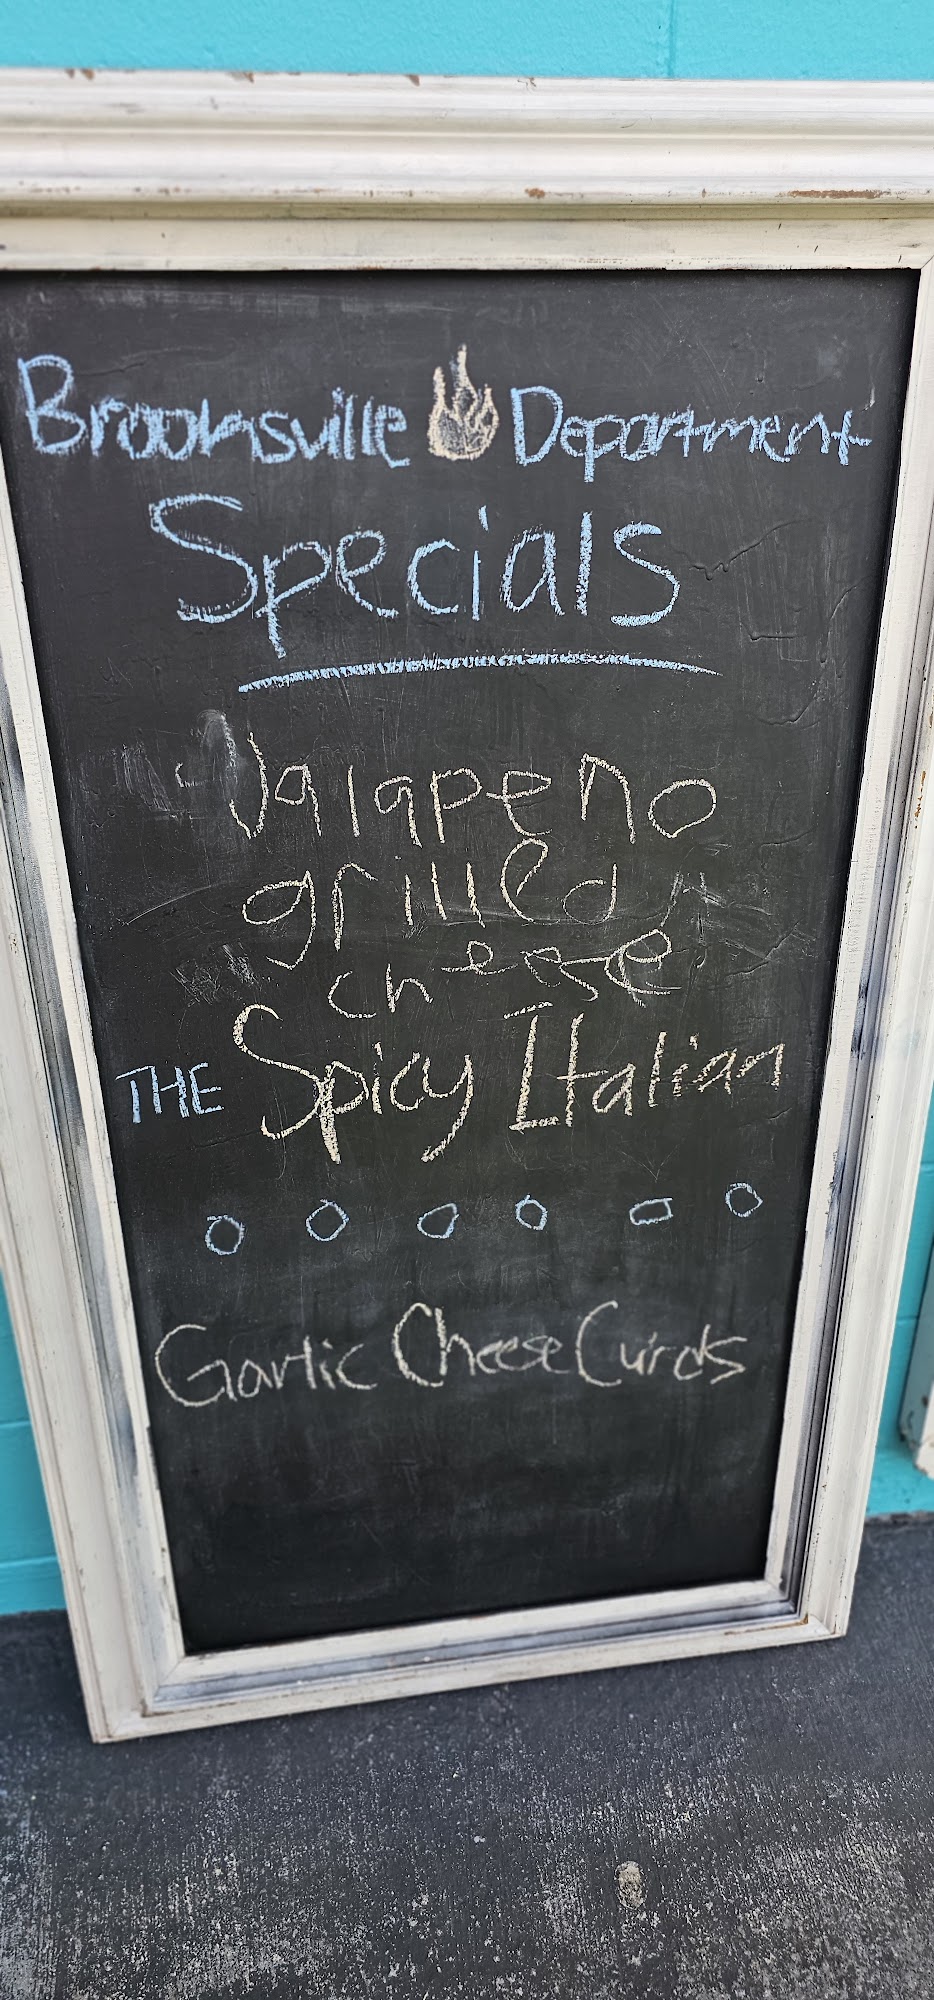 Brooksville Department
Specials
Jalapeno
grilled
cheese
THE Spicy Italian
Garlic Cheese Curds